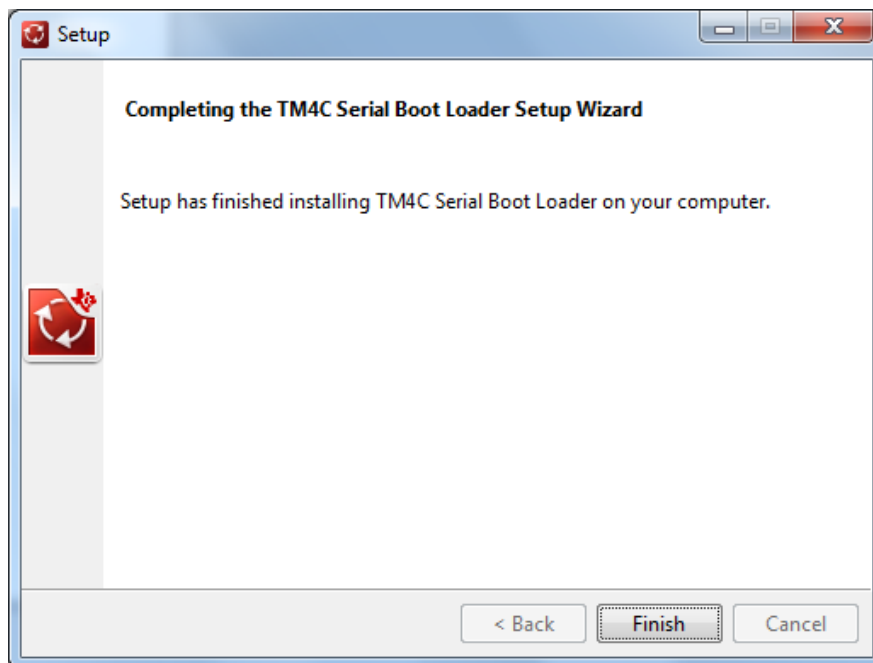 Setup
Completing the TM4C Serial Boot Loader Setup Wizard
Setup has finished installing TM4C Serial Boot Loader on your computer.
< Back
Finish
Cancel